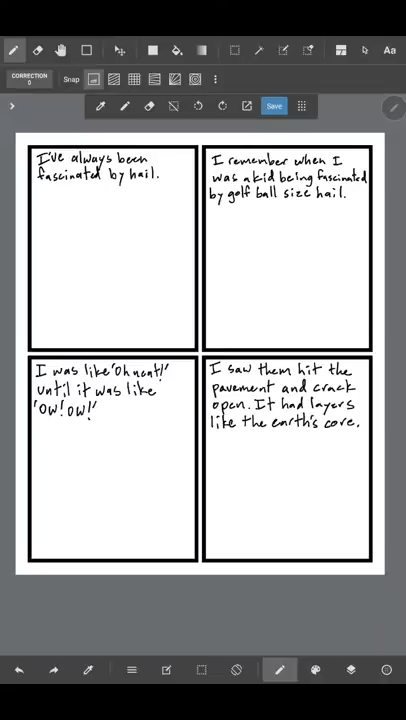 Aa
CORRECTION
0
Snap
off
Save
I've always been
fascinated by hail.
I remember when I
was a kid being fascinated
by golf ball size hail.
I was like 'Oh neat!'
until it was like
'OW! OW!'
I saw them hit the
pavement and crack
open. It had layers
like the earth's core.